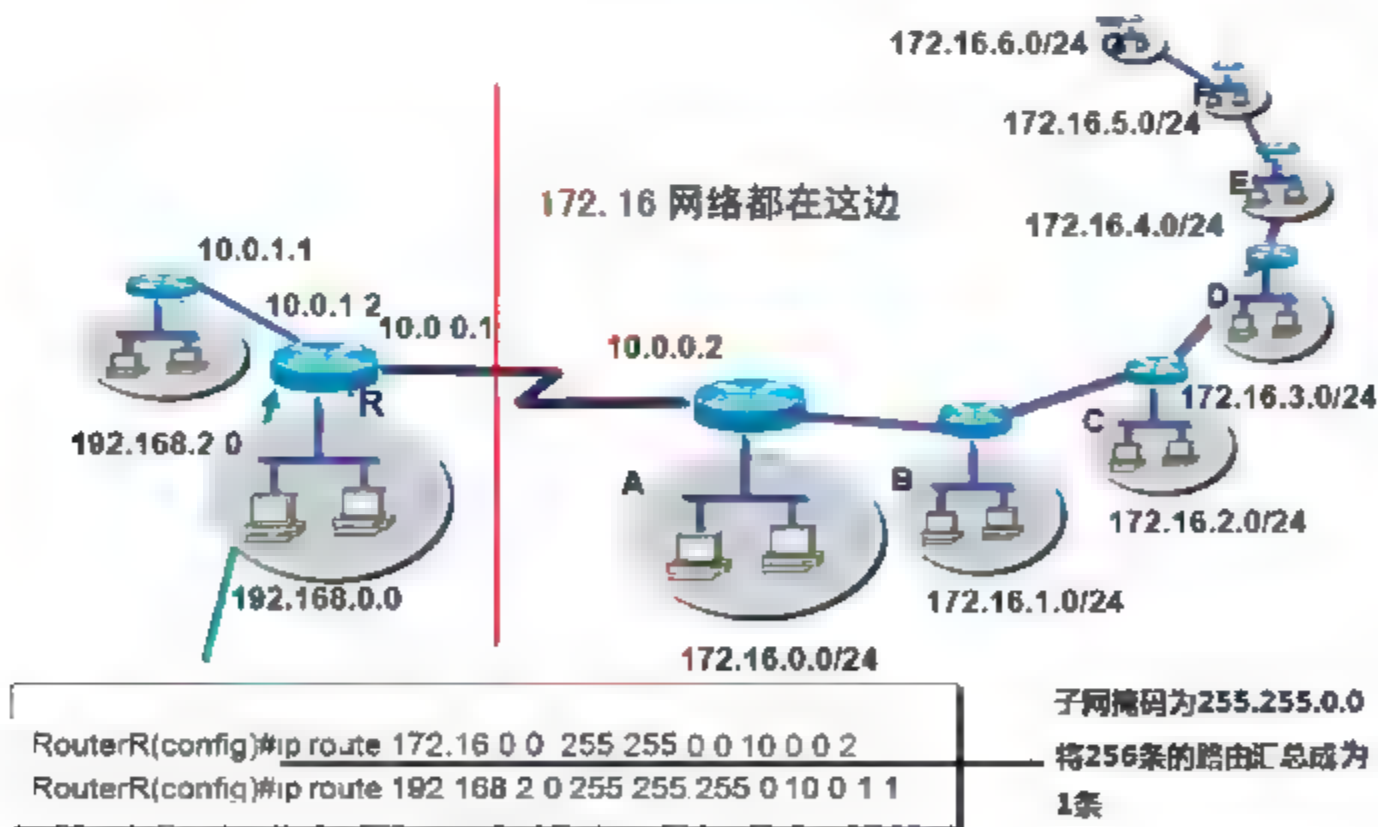 172.16.6.0/24
F
172.16.5.0/24
172. 16 网络都在这边
E
172.16.4.0/24
10.0.1.1
10.0.1 2
10.0 0.1
10.0.0.2
D
R
172.16.3.0/24
C
192.168.2 0
A
B
172.16.2.0/24
192.168.0.0
172.16.1.0/24
172.16.0.0/24
子网掩码为255.255.0.0
RouterR(config)#ip route 172.16 0 0 255 255 0 0 10 0 0 2
将256条的路由汇总成为
RouterR(config)#ip route 192 168 2 0 255 255.255 0 10 0 1 1
1条